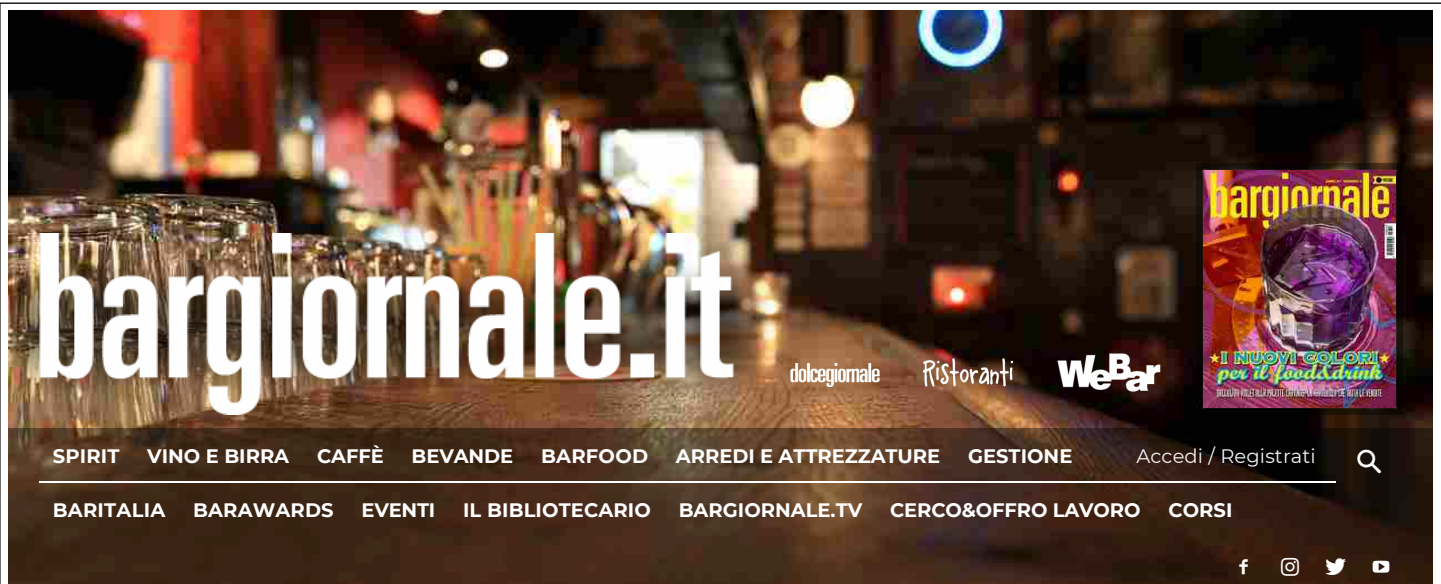 bargiornale
bargiornale.it
dolcegiornale
Ristoranti
WeBar
★I NUOVI COLORI★
per il food&drink
SPIRIT VINO E BIRRA CAFFÈ BEVANDE BARFOOD ARREDI E ATTREZZATURE GESTIONE Accedi / Registrati
BARITALIA BARAWARDS EVENTI IL BIBLIOTECARIO BARGIORNALE.TV CERCO&OFFRO LAVORO CORSI